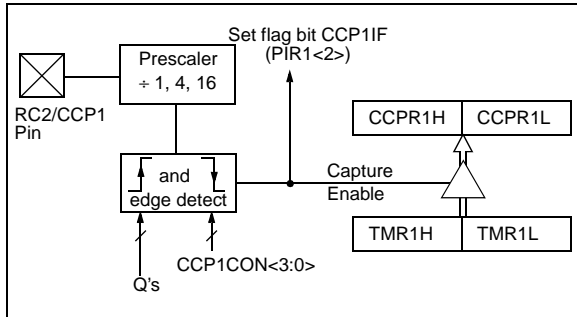 Set flag bit CCP1IF
(PIR1<2>)
Prescaler
÷ 1, 4, 16
RC2/CCP1
Pin
CCPR1H
CCPR1L
and
edge detect
Capture
Enable
TMR1H
TMR1L
CCP1CON<3:0>
Q's